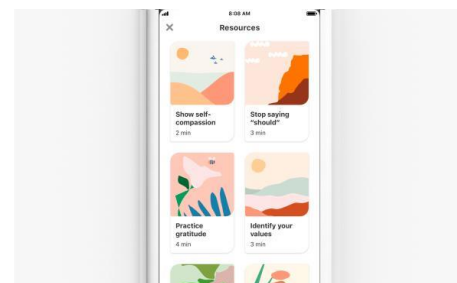 8:08 AM
Resources
Show self-
compassion
2 min
Stop saying
“should”
3 min
Practice
gratitude
4 min
Identify your
values
3 min